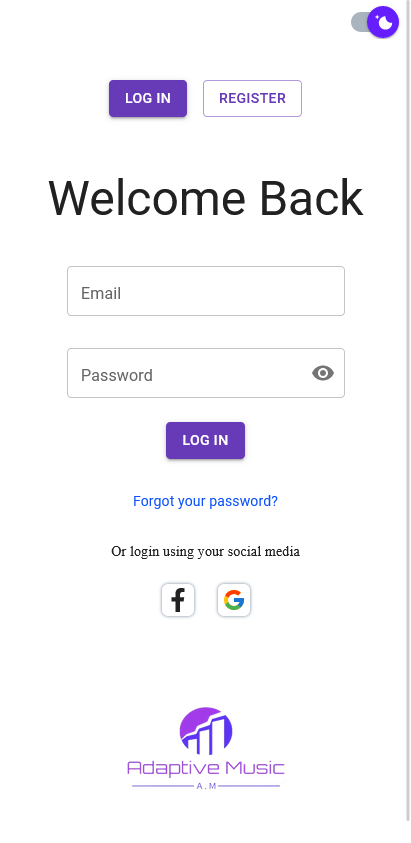 LOG IN
REGISTER
Welcome Back
Email
Password
LOG IN
Forgot your password?
Or login using your social media
Adaptive Music
A.M